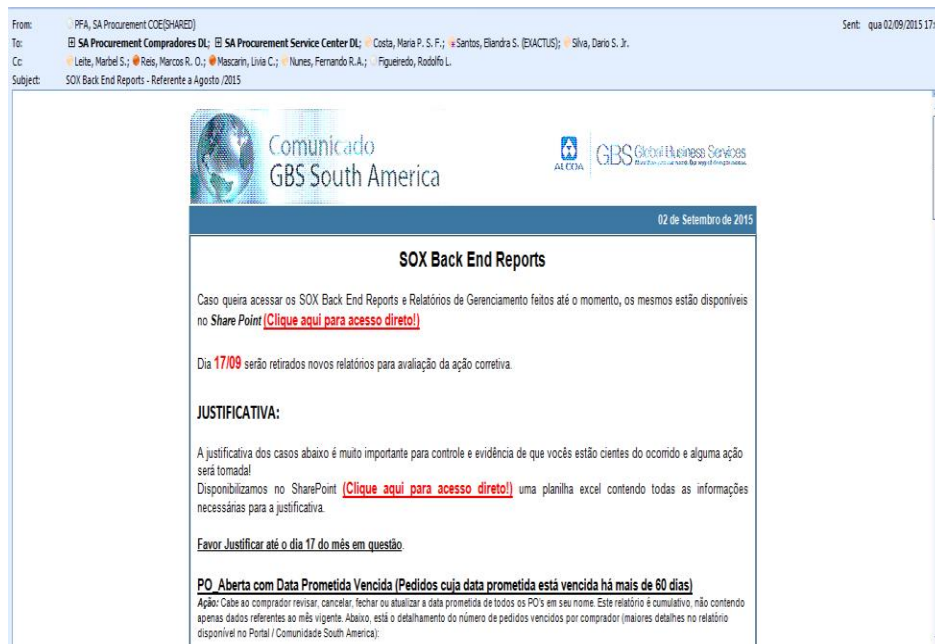 From: PFA, SA Procurement COE(SHARED) Sent: qua 02/09/2015 17:
To: SA Procurement Compradores DL; SA Procurement Service Center DL; Costa, Maria P. S. F.; Santos, Eliandra S. (EXACTUS); Silva, Dario S. Jr.
Cc: Leite, Marbel S.; Reis, Marcos R. O.; Mascarin, Livia C.; Nunes, Fernando R.A.; Figueiredo, Rodolfo L.
Subject: SOX Back End Reports - Referente a Agosto /2015
Comunicado
GBS South America
ALCOA
GBS Global Business Services
02 de Setembro de 2015
SOX Back End Reports
Caso queira acessar os SOX Back End Reports e Relatórios de Gerenciamento feitos até o momento, os mesmos estão disponíveis
no Share Point (Clique aqui para acesso direto!)
Dia 17/09 serão retirados novos relatórios para avaliação da ação corretiva.
JUSTIFICATIVA:
A justificativa dos casos abaixo é muito importante para controle e evidência de que vocês estão cientes do ocorrido e alguma ação
será tomada!
Disponibilizamos no SharePoint (Clique aqui para acesso direto!) uma planilha excel contendo todas as informações
necessárias para a justificativa.
Favor Justificar até o dia 17 do mês em questão.
PO_Aberta com Data Prometida Vencida (Pedidos cuja data prometida está vencida há mais de 60 dias)
Ação: Cabe ao comprador revisar, cancelar, fechar ou atualizar a data prometida de todos os PO's em seu nome. Este relatório é cumulativo, não contendo
apenas dados referentes ao mês vigente. Abaixo, está o detalhamento do número de pedidos vencidos por comprador (maiores detalhes no relatório
disponível no Portal / Comunidade South America):